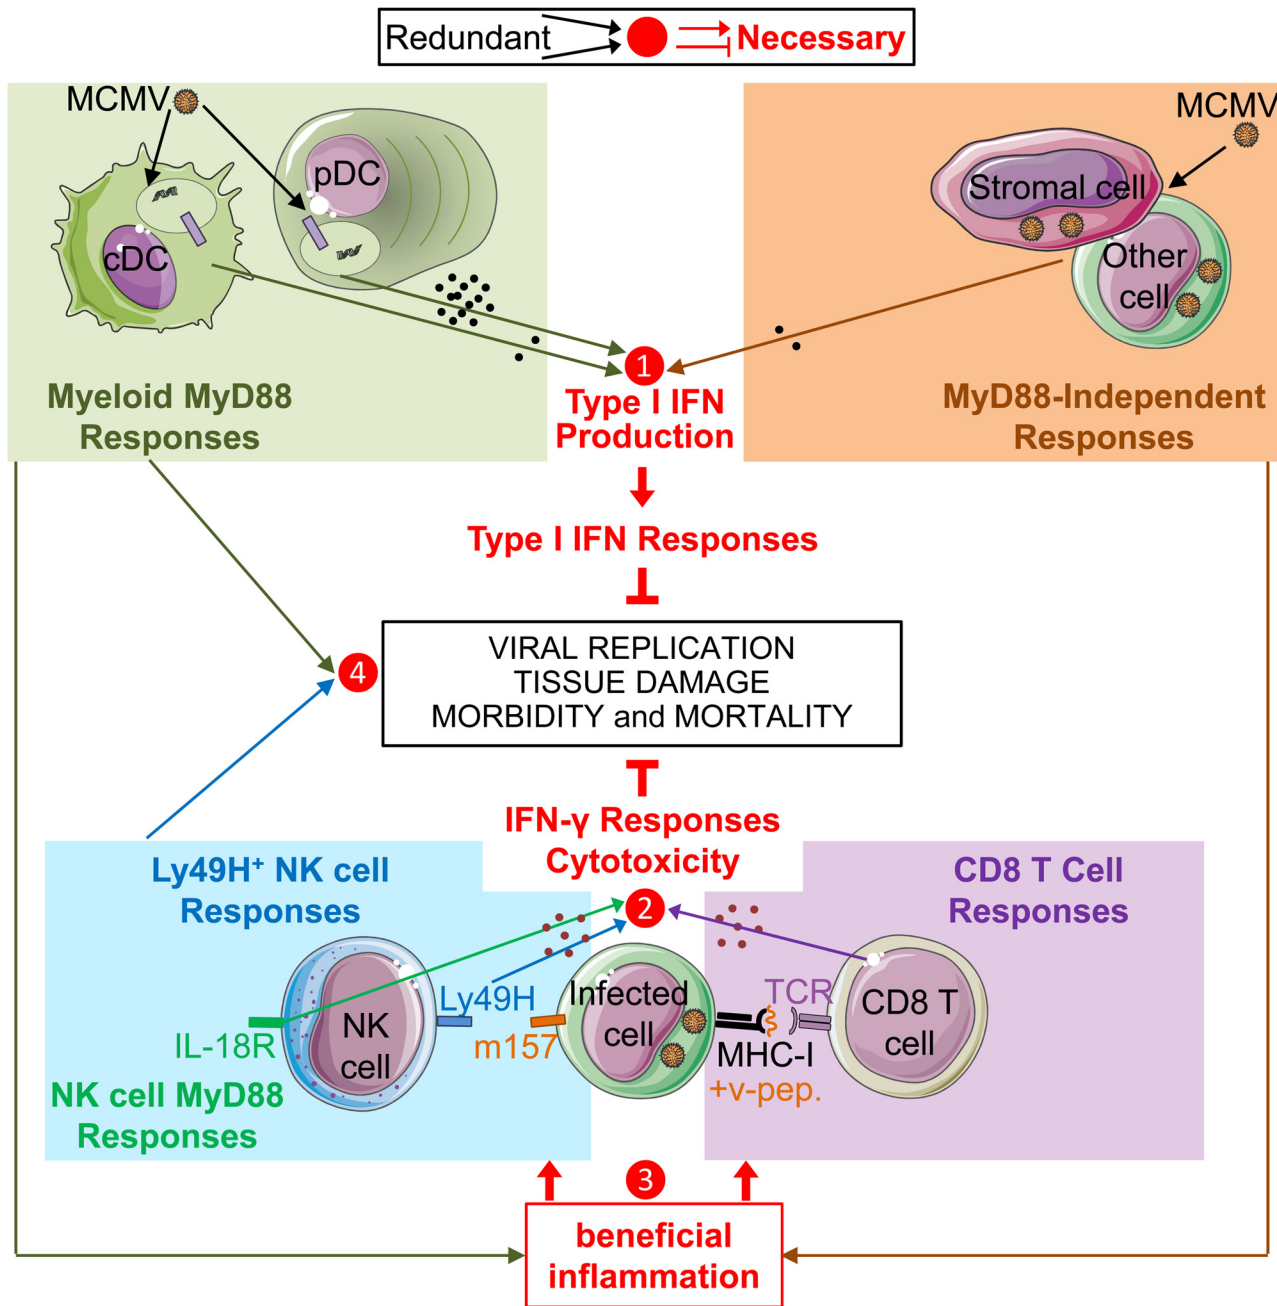 Redundant
Necessary
MCMV
pDC
cDC
Myeloid MyD88
Responses
MCMV
Stromal cell
Other
cell
MyD88-Independent
Responses
1
Type I IFN
Production
Type I IFN Responses
4
VIRAL REPLICATION
TISSUE DAMAGE
MORBIDITY and MORTALITY
IFN-γ Responses
Cytotoxicity
2
Ly49H⁺ NK cell
Responses
CD8 T Cell
Responses
NK
cell
IL-18R
NK cell MyD88
Responses
Ly49H
m157
Infected
cell
MHC-I
+v-pep.
TCR
CD8 T
cell
3
beneficial
inflammation